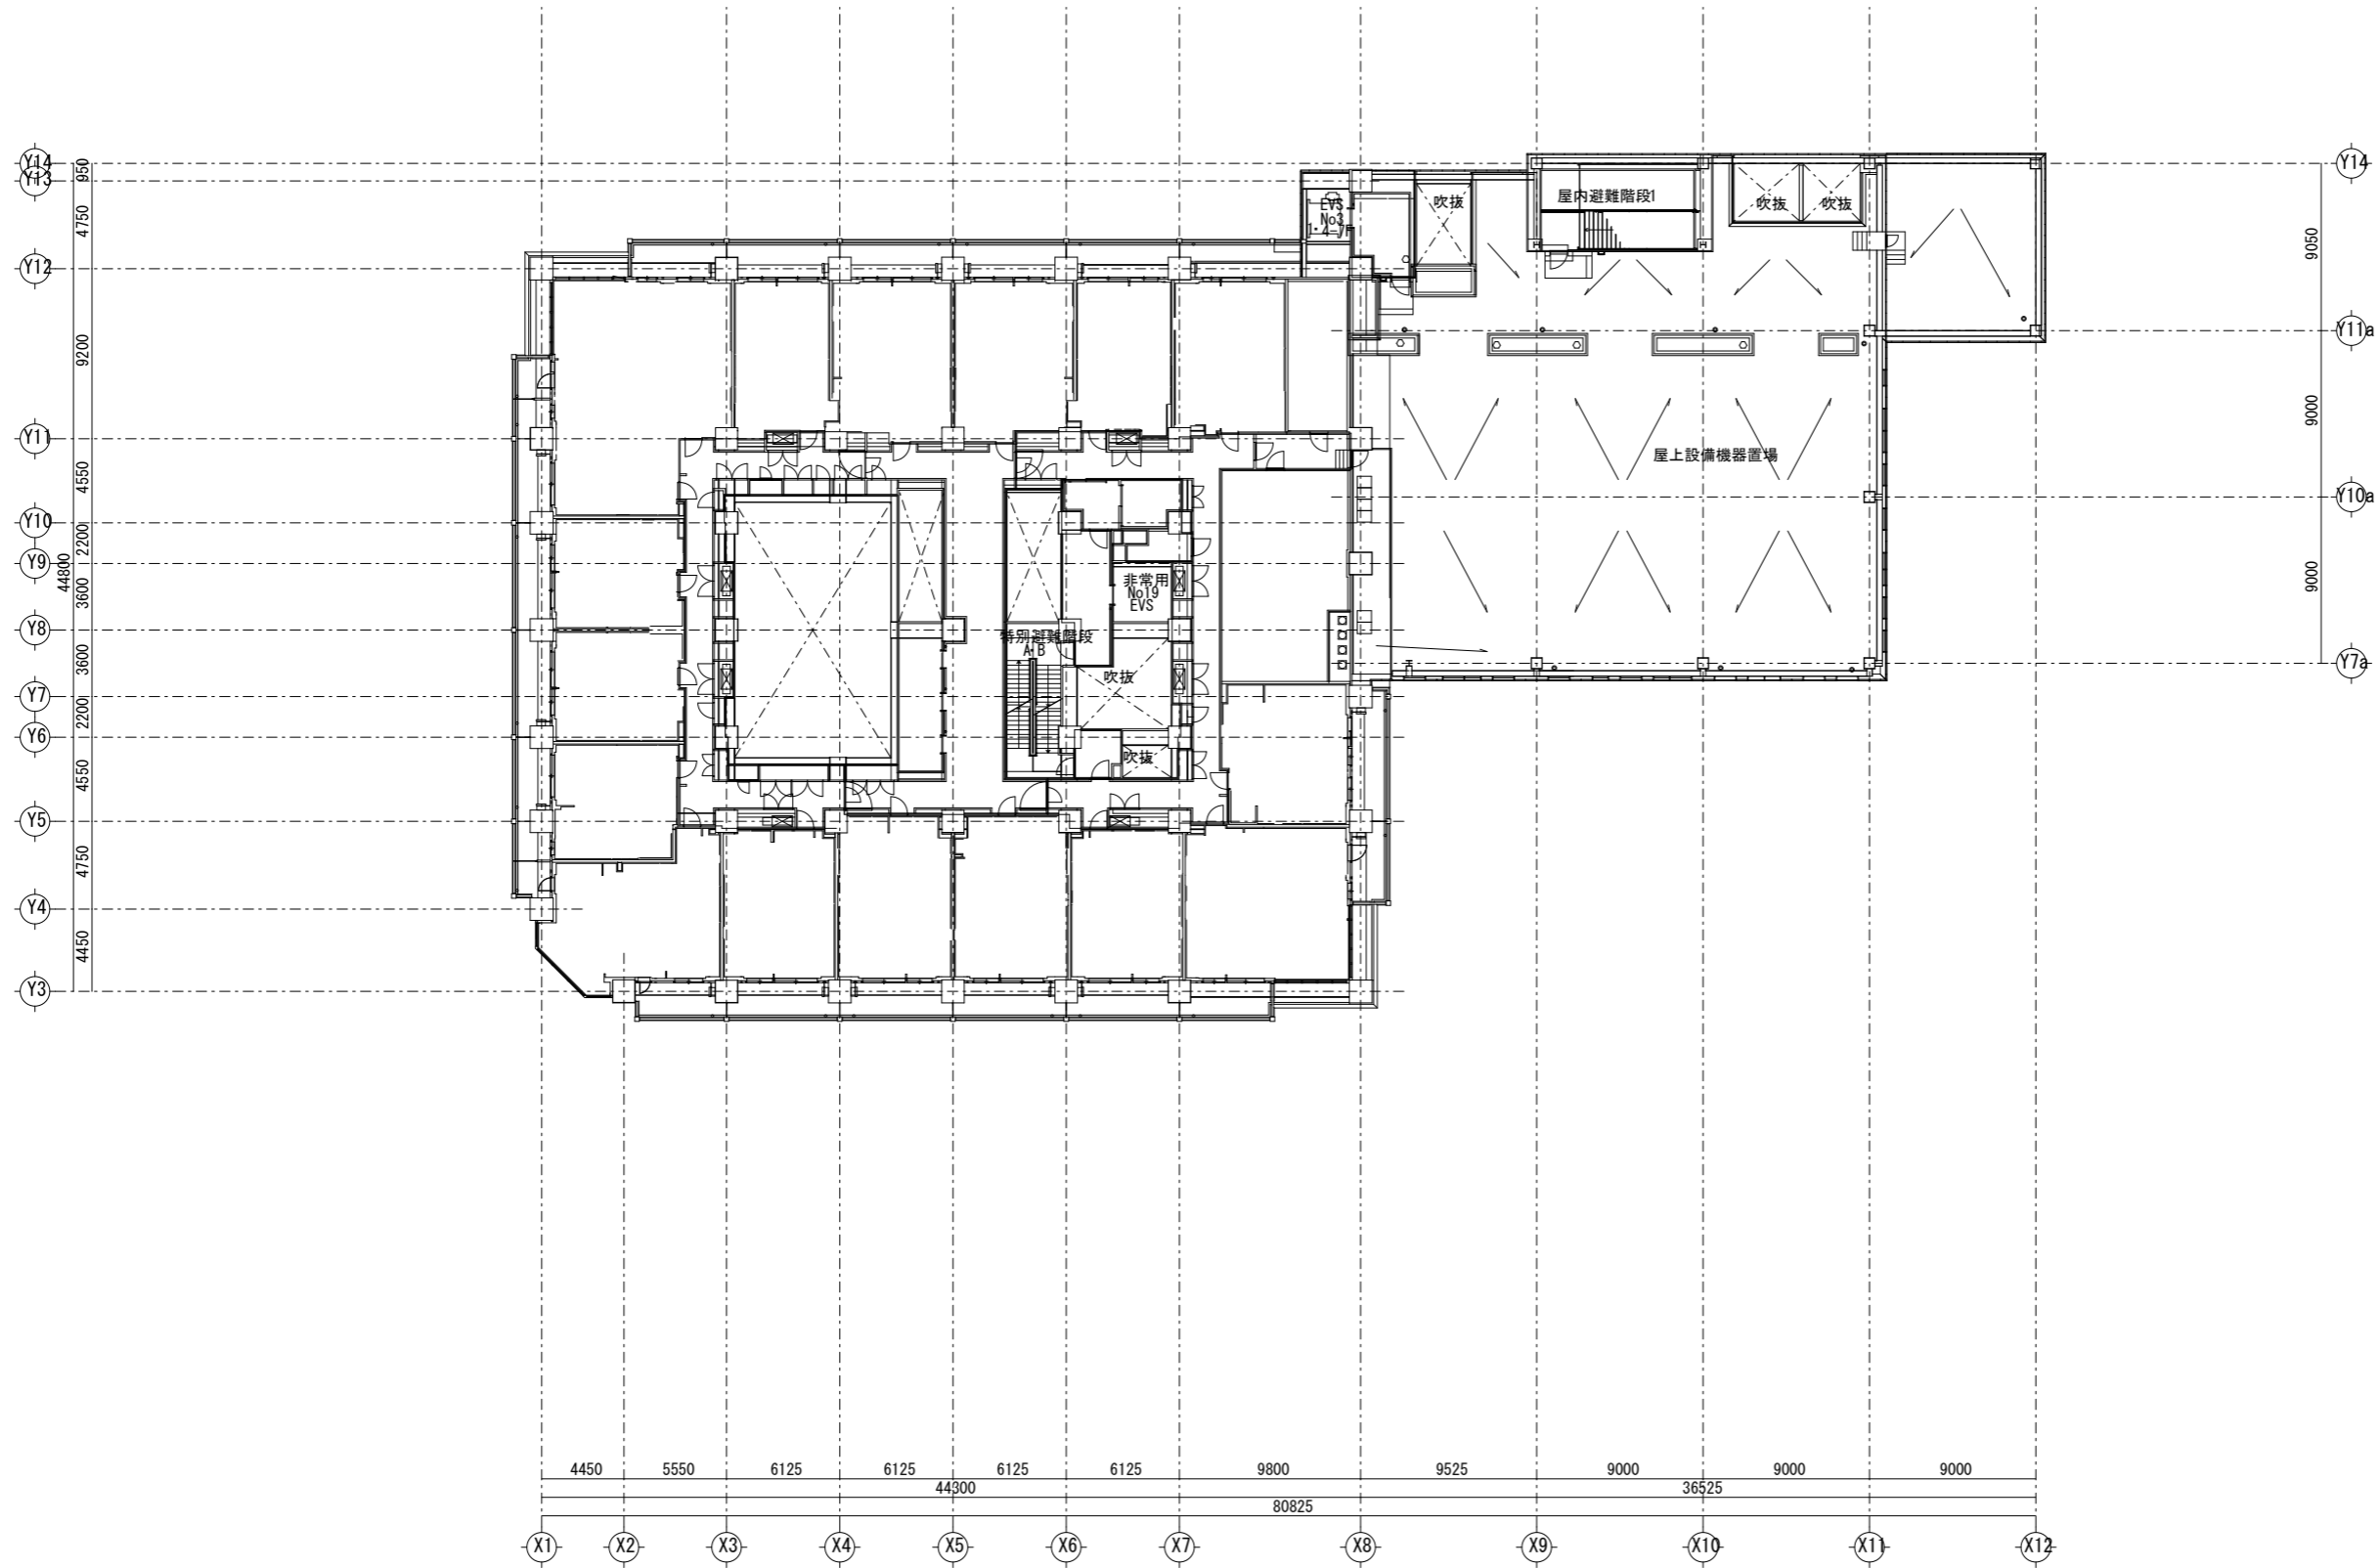 Y14
Y13
Y12
Y11
Y10
Y9
Y8
Y7
Y6
Y5
Y4
Y3
950
4750
9200
4550
2200
3600
3600
2200
4550
4750
4450
44800
EVS
No3
1・4-7F
吹抜
屋内避難階段1
吹抜
吹抜
屋上設備機器置場
非常用
No19
EVS
特別避難階段
A・B
吹抜
吹抜
Y14
Y11a
Y10a
Y7a
9050
9000
9000
4450
5550
6125
6125
6125
6125
9800
9525
9000
9000
9000
44300
36525
80825
X1
X2
X3
X4
X5
X6
X7
X8
X9
X10
X11
X12